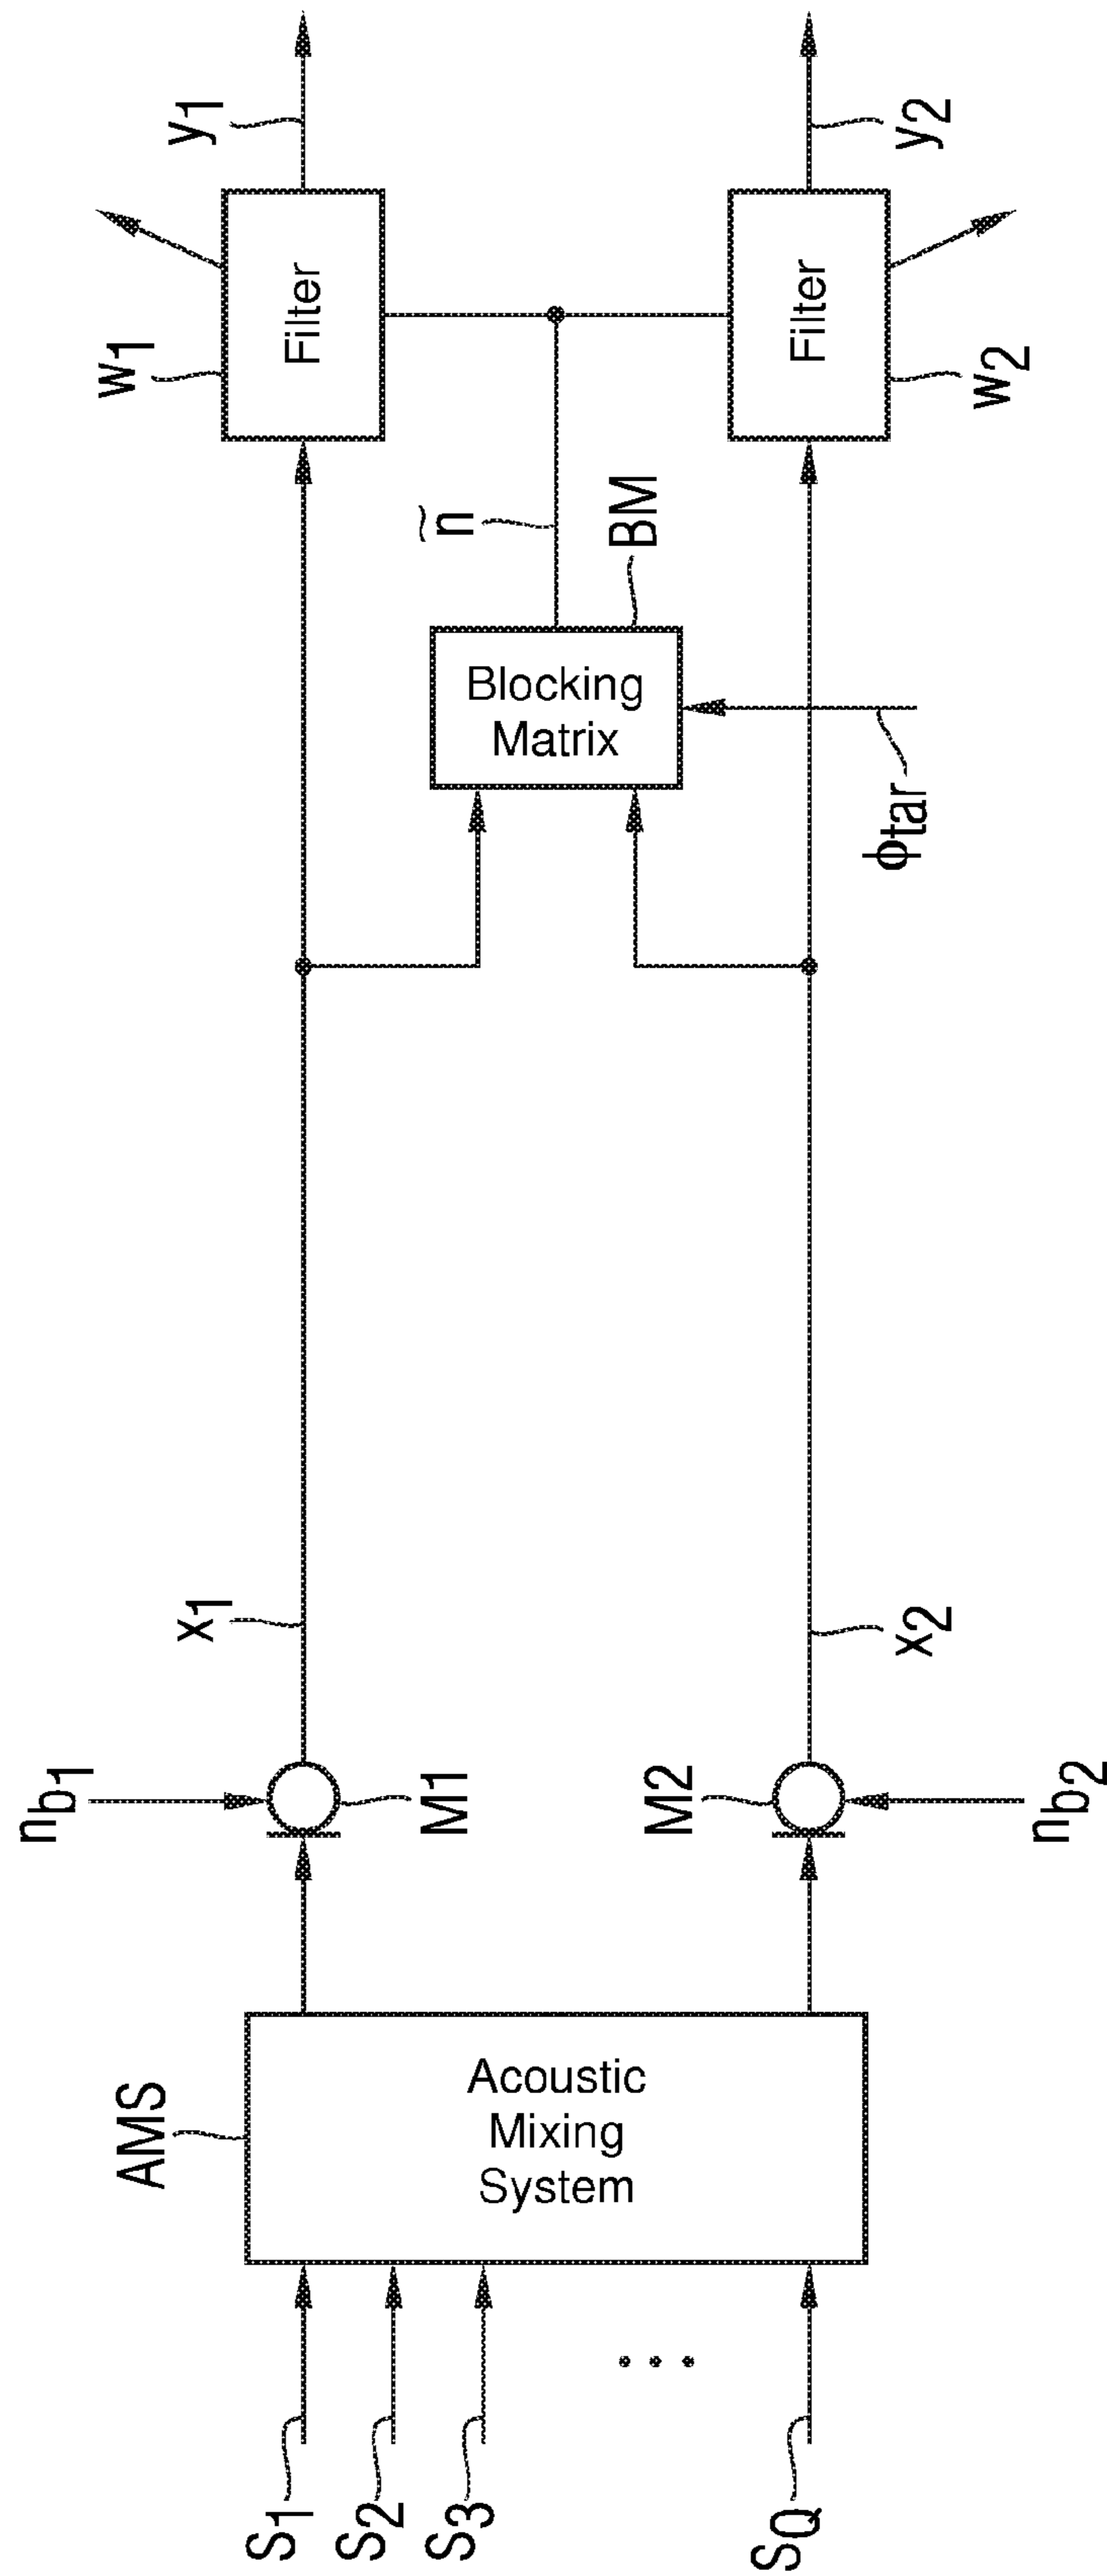 y1
y2
w1
Filter
Filter
w2
ñ
BM
Blocking
Matrix
ϕtar
x1
x2
nb1
M1
M2
nb2
AMS
Acoustic
Mixing
System
...
S1
S2
S3
SQ